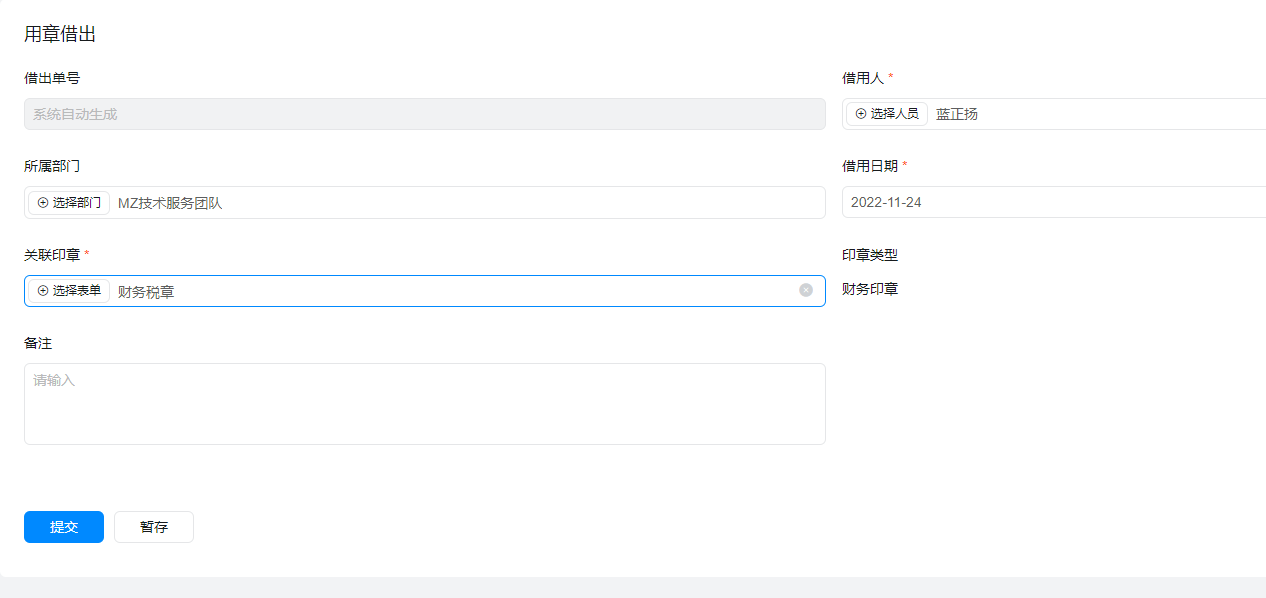 用章借出
借出单号
借用人 *
系统自动生成
选择人员 蓝正扬
所属部门
借用日期 *
选择部门 MZ技术服务团队
2022-11-24
关联印章 *
印章类型
选择表单 财务税章
财务印章
备注
请输入
提交 暂存